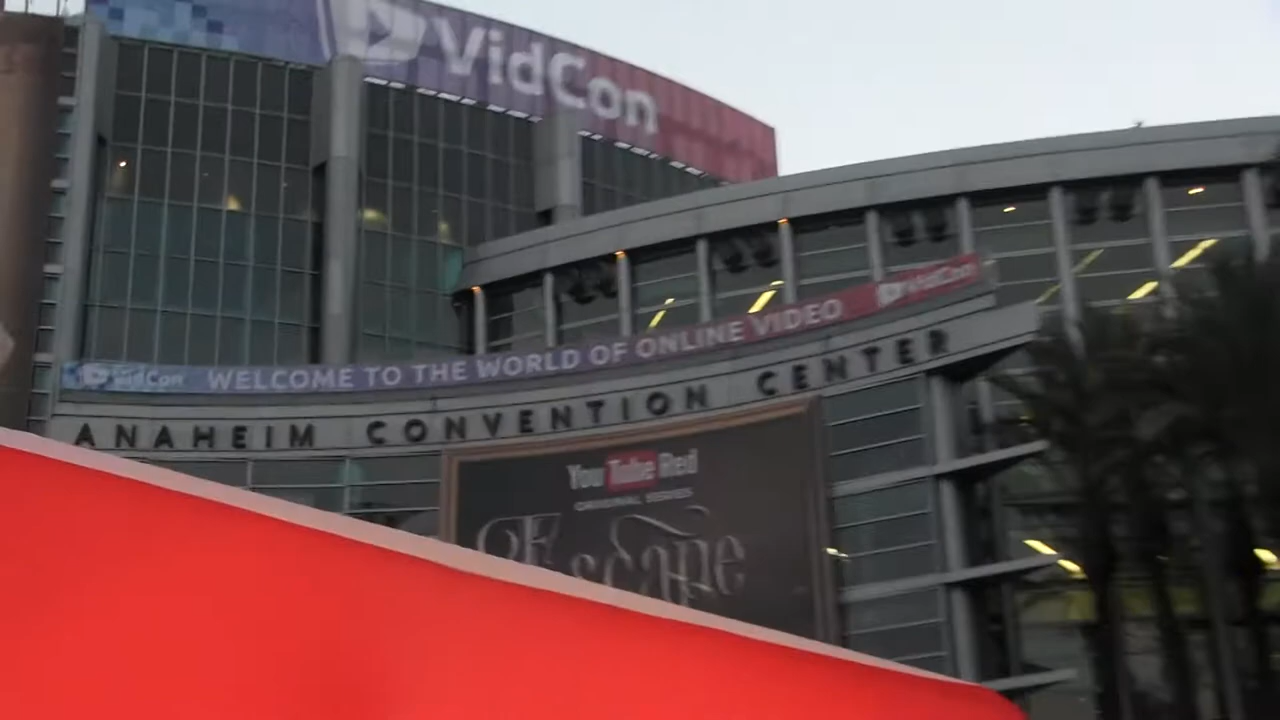 VidCon
VidCon WELCOME TO THE WORLD OF ONLINE VIDEO VidCon
ANAHEIM CONVENTION CENTER
YouTube Red
ORIGINAL SERIES
Escape